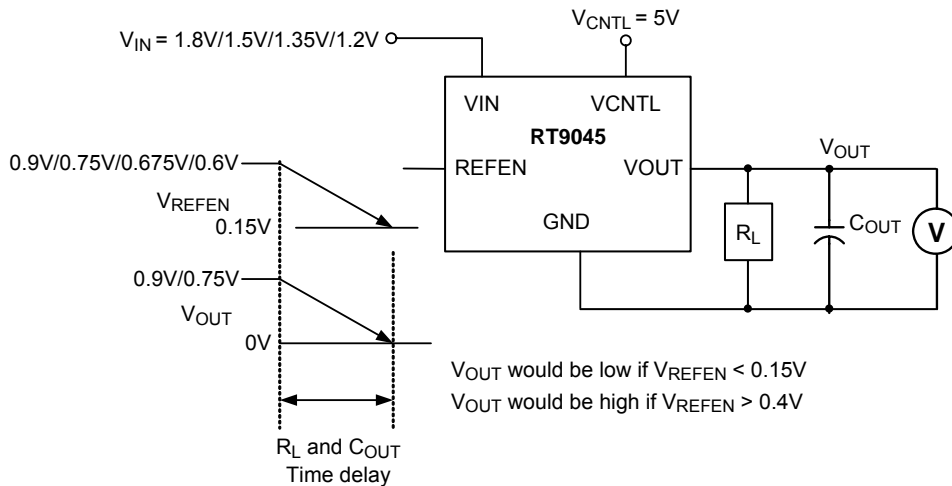 V_CNTL = 5V
V_IN = 1.8V/1.5V/1.35V/1.2V
VIN
VCNTL
RT9045
0.9V/0.75V/0.675V/0.6V
REFEN
VOUT
V_OUT
V_REFEN
0.15V
GND
R_L
C_OUT
V
0.9V/0.75V
V_OUT
0V
V_OUT would be low if V_REFEN < 0.15V
V_OUT would be high if V_REFEN > 0.4V
R_L and C_OUT
Time delay